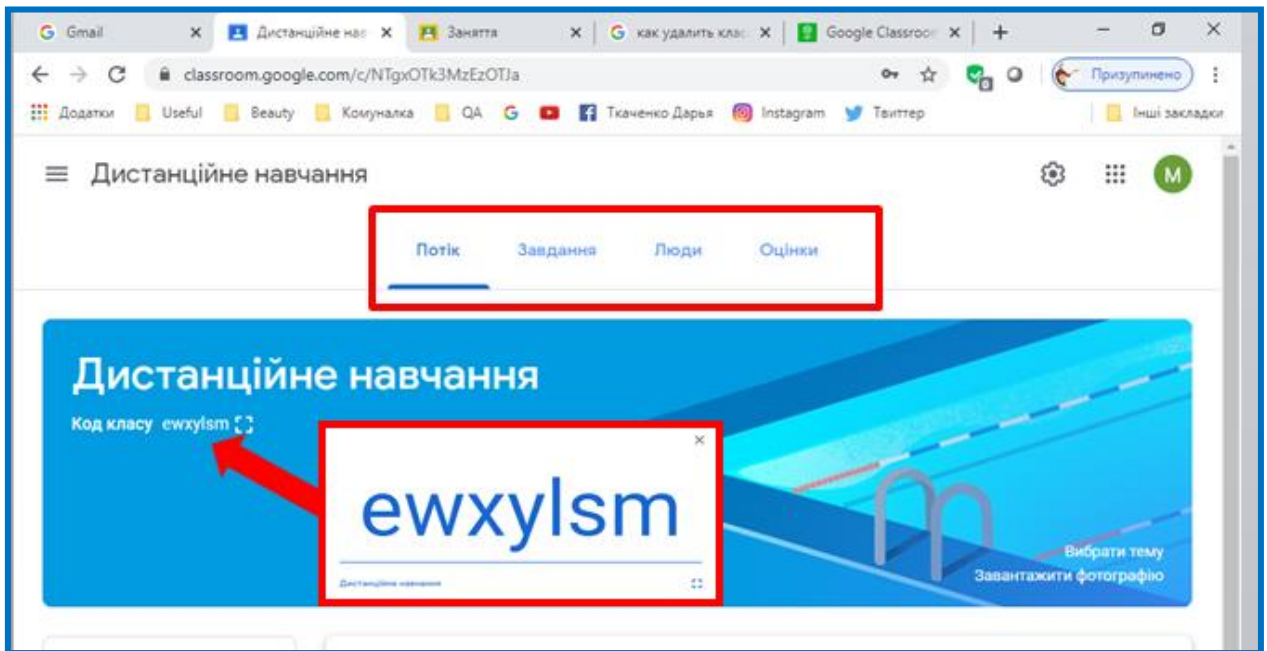 Gmail
Дистанційне нав
Заняття
как удалить клас
Google Classroom
classroom.google.com/c/NTgxOTk3MzEzOTJa
Призупинено
Додатки Useful Beauty Комуналка QA Ткаченко Дарья Instagram Твиттер Інші закладки
Дистанційне навчання
M
Потік Завдання Люди Оцінки
Дистанційне навчання
Код класу ewxylsm
ewxylsm
Дистанційне навчання
Вибрати тему
Завантажити фотографію